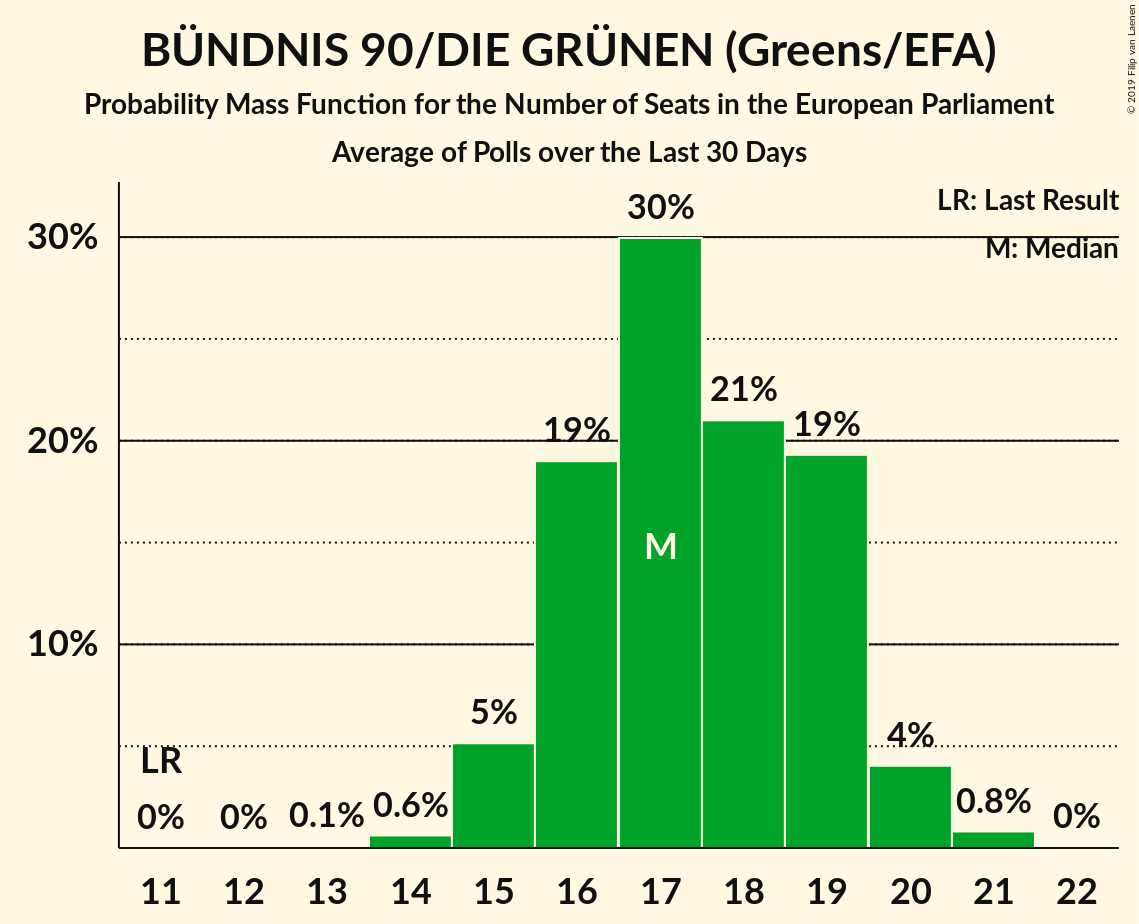 BÜNDNIS 90/DIE GRÜNEN (Greens/EFA)
Probability Mass Function for the Number of Seats in the European Parliament
Average of Polls over the Last 30 Days
© 2019 Filip van Laenen
LR: Last Result
M: Median
30%
20%
10%
LR
0%
0%
0.1%
0.6%
5%
19%
30%
M
21%
19%
4%
0.8%
0%
11 12 13 14 15 16 17 18 19 20 21 22